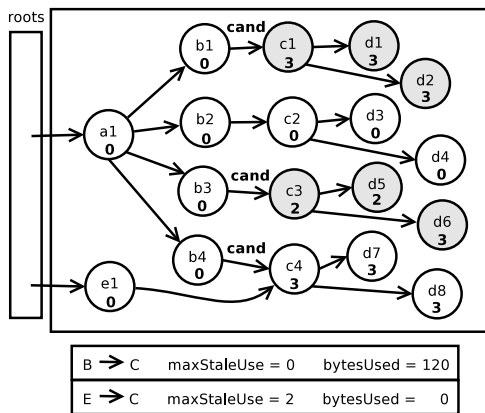 roots
b1
0
cand
c1
3
d1
3
d2
3
a1
0
b2
0
c2
0
d3
0
d4
0
b3
0
cand
c3
2
d5
2
d6
3
b4
0
cand
c4
3
d7
3
d8
3
e1
0
B → C maxStaleUse = 0 bytesUsed = 120
E → C maxStaleUse = 2 bytesUsed = 0